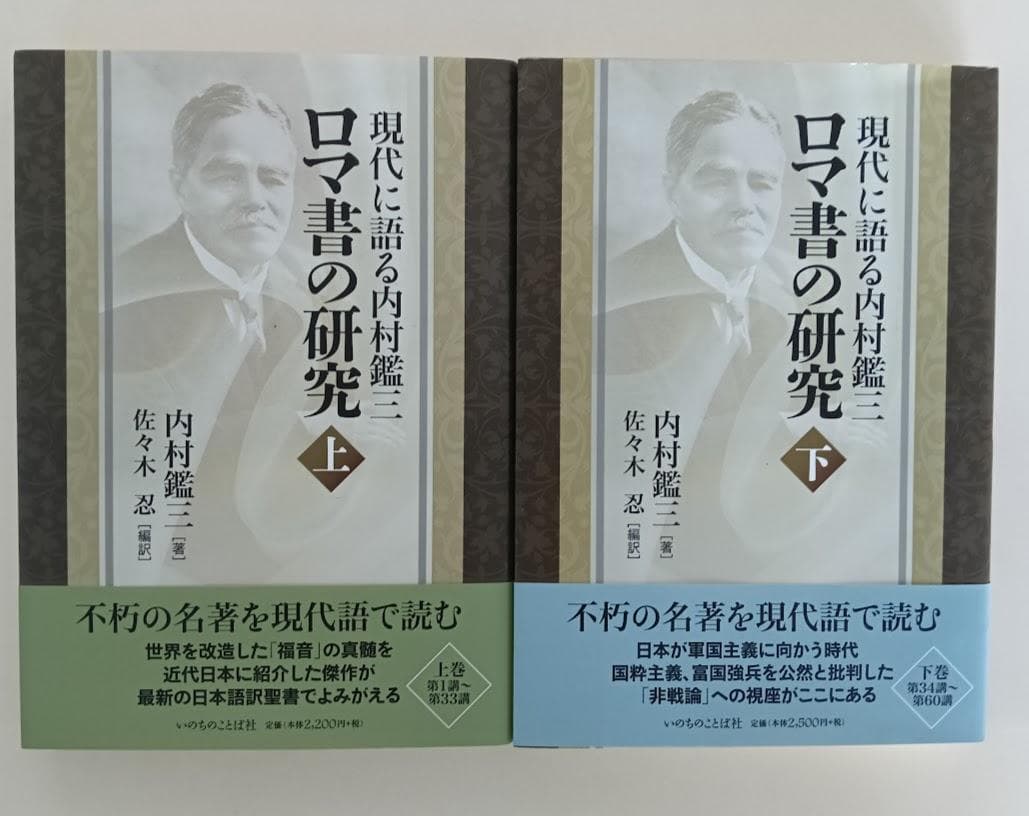 現代に語る内村鑑三
ロマ書の研究
上
内村鑑三[著]
佐々木 忍[編訳]
不朽の名著を現代語で読む
世界を改造した「福音」の真髄を
近代日本に紹介した傑作が
最新の日本語訳聖書でよみがえる
上巻
第1講~
第33講
いのちのことば社 定価(本体2,200円+税)
現代に語る内村鑑三
ロマ書の研究
下
内村鑑三[著]
佐々木 忍[編訳]
不朽の名著を現代語で読む
日本が軍国主義に向かう時代
国粋主義、富国強兵を公然と批判した
「非戦論」への視座がここにある
下巻
第34講~
第60講
いのちのことば社 定価(本体2,500円+税)